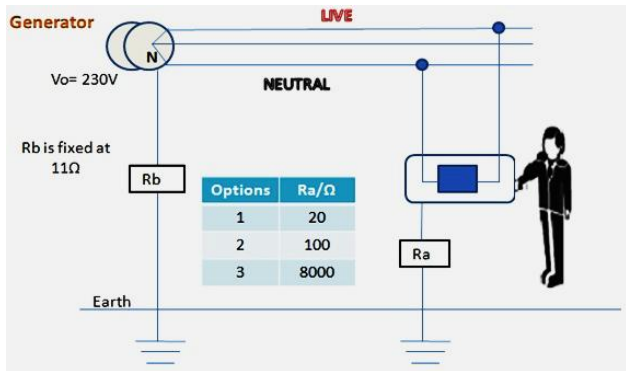 Generator
LIVE
N
Vo= 230V
NEUTRAL
Rb is fixed at
11Ω
Rb
Options Ra/Ω
1 20
2 100
3 8000
Ra
Earth